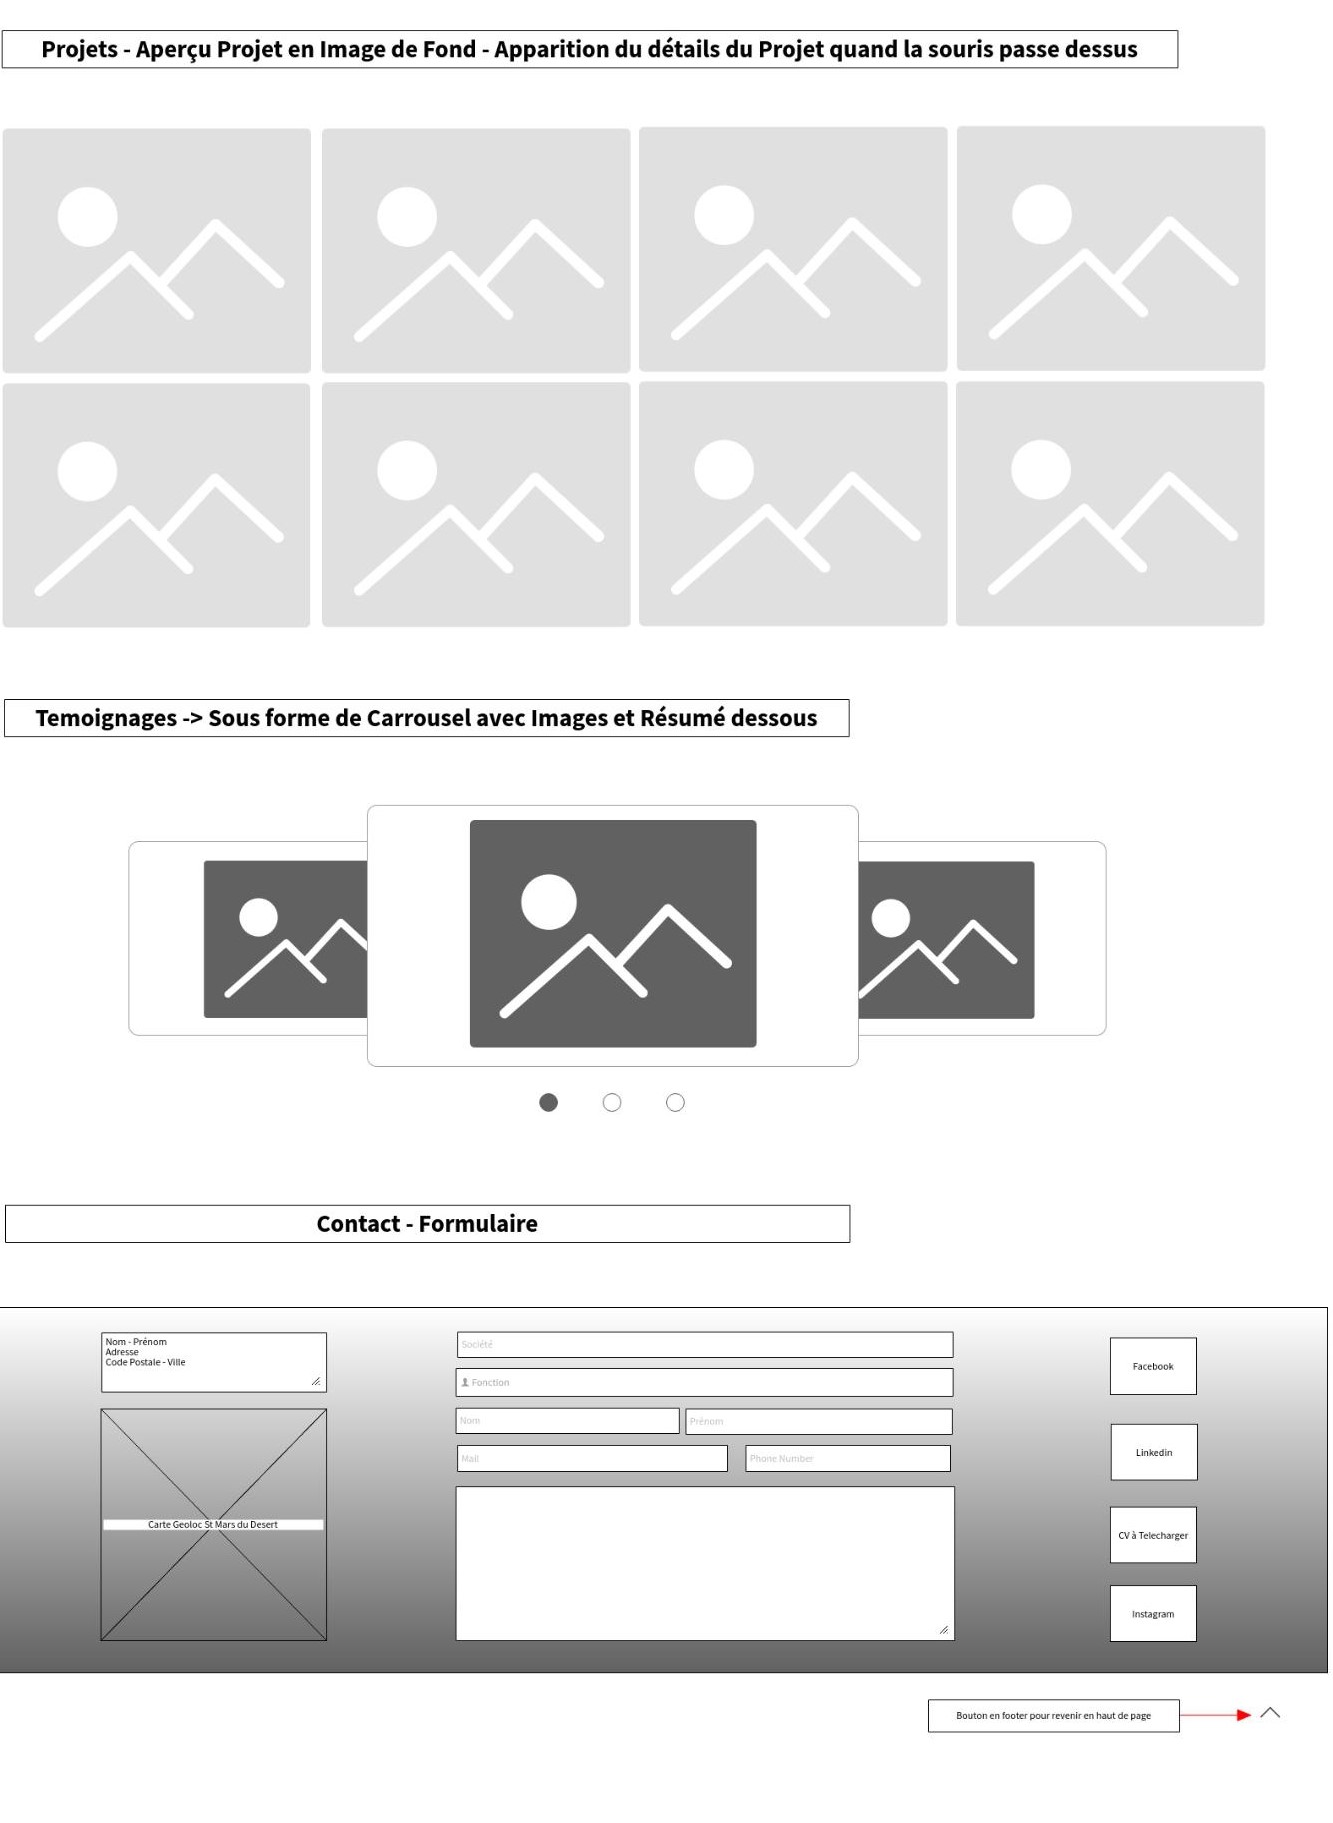 Projets - Aperçu Projet en Image de Fond - Apparition du détails du Projet quand la souris passe dessus
Temoignages -> Sous forme de Carrousel avec Images et Résumé dessous
Contact - Formulaire
Nom - Prénom
Adresse
Code Postale - Ville
Carte Geoloc St Mars du Desert
Société
Fonction
Nom
Prénom
Mail
Phone Number
Facebook
Linkedin
CV à Telecharger
Instagram
Bouton en footer pour revenir en haut de page